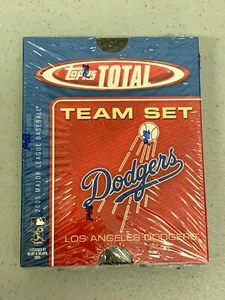 Topps TOTAL
TEAM SET
Dodgers
LOS ANGELES DODGERS
2005 MAJOR LEAGUE BASEBALL